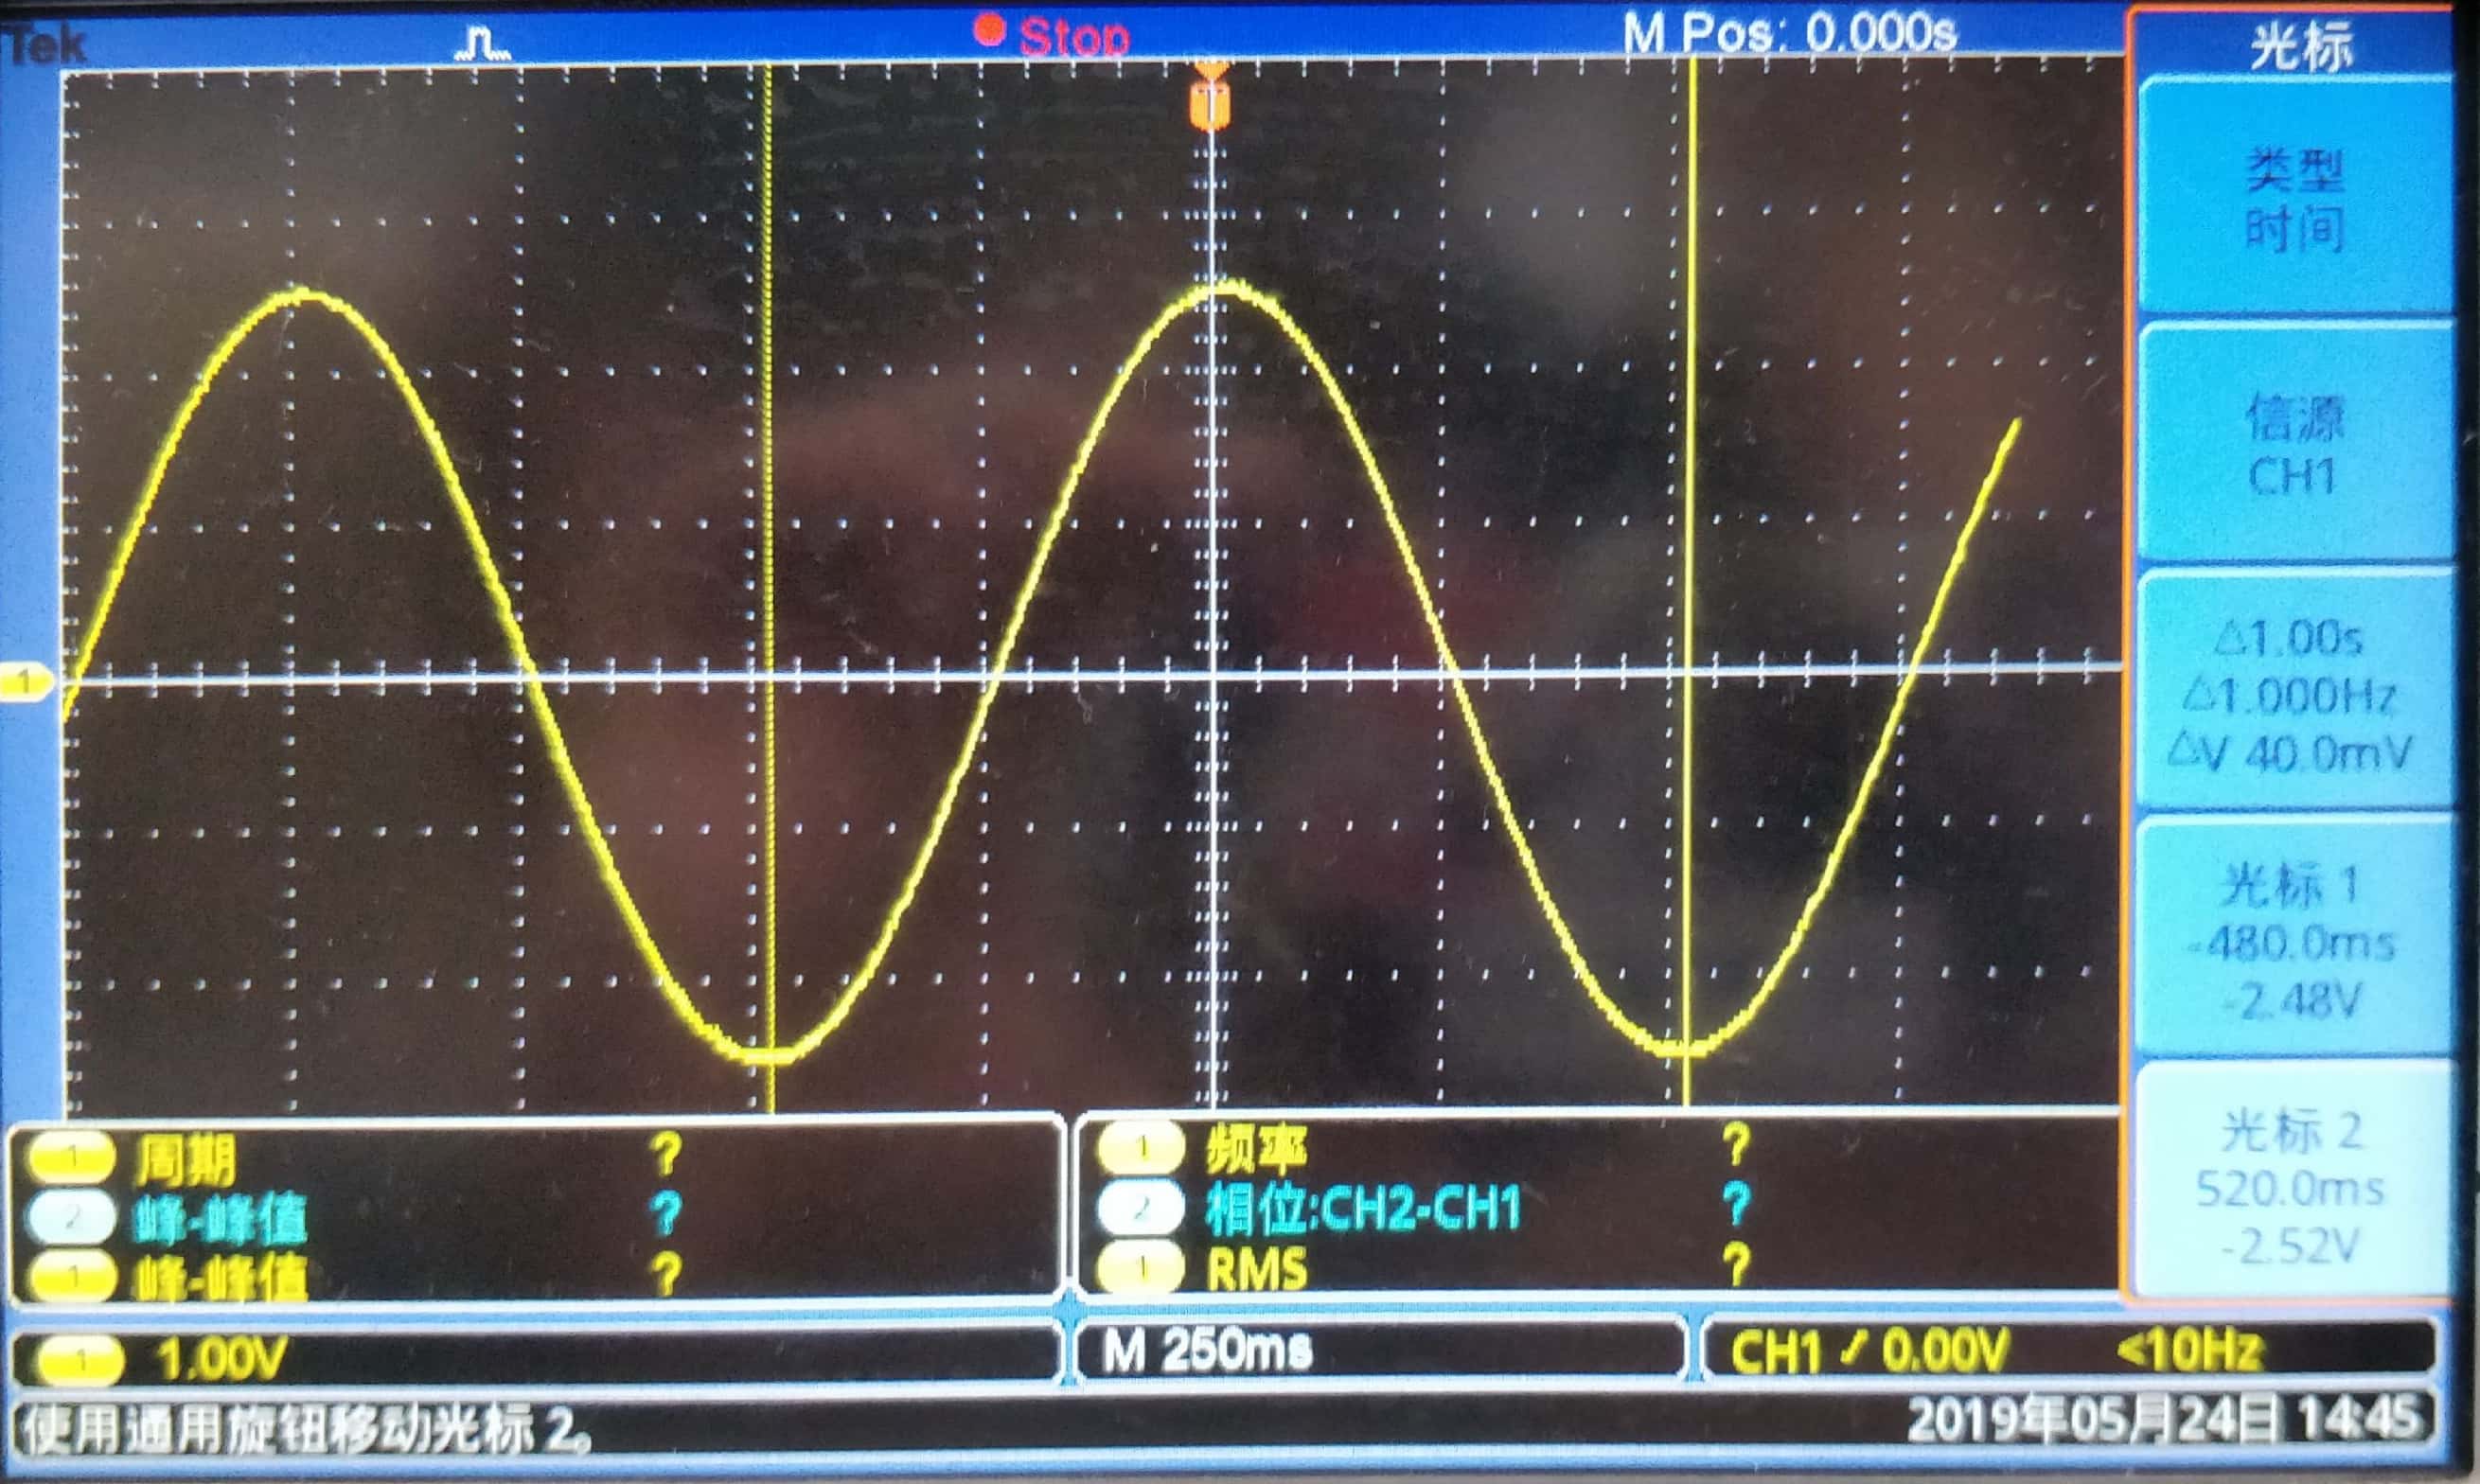 Tek
Stop
M Pos: 0.000s
光标
类型
时间
信源
CH1
△1.00s
△1.000Hz
△V 40.0mV
光标 1
-480.0ms
-2.48V
光标 2
520.0ms
-2.52V
T
1
1 周期 ?
2 峰-峰值 ?
1 峰-峰值 ?
1 频率 ?
2 相位:CH2-CH1 ?
1 RMS ?
1 1.00V
M 250ms
CH1 / 0.00V <10Hz
使用通用旋钮移动光标 2。
2019年05月24日 14:45